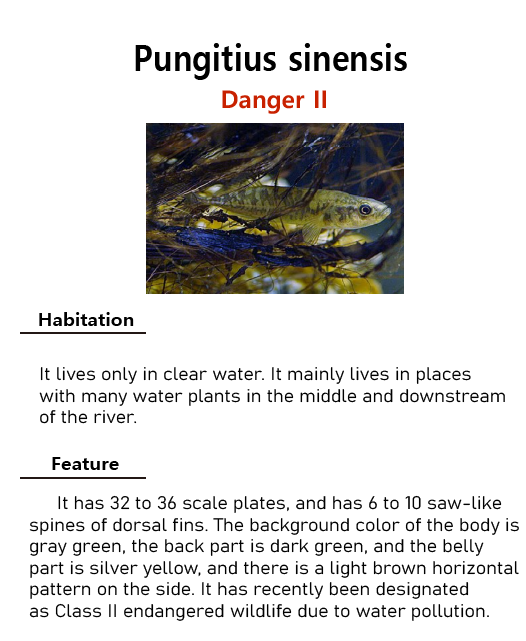 Pungitius sinensis
Danger II
Habitation
It lives only in clear water. It mainly lives in places
with many water plants in the middle and downstream
of the river.
Feature
It has 32 to 36 scale plates, and has 6 to 10 saw-like
spines of dorsal fins. The background color of the body is
gray green, the back part is dark green, and the belly
part is silver yellow, and there is a light brown horizontal
pattern on the side. It has recently been designated
as Class II endangered wildlife due to water pollution.